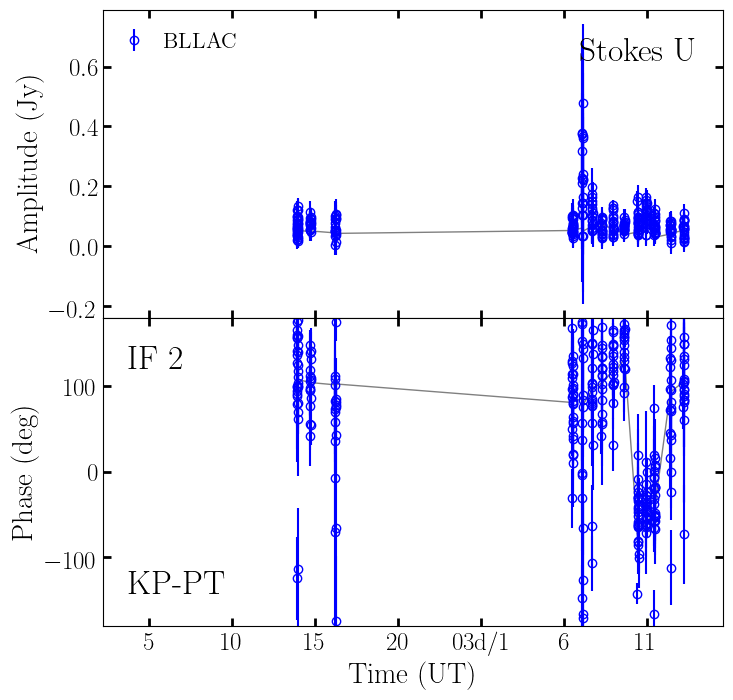 BLLAC
Stokes U
Amplitude (Jy)
0.6
0.4
0.2
0.0
−0.2
IF 2
KP-PT
Phase (deg)
100
0
−100
5 10 15 20 03d/1 6 11
Time (UT)